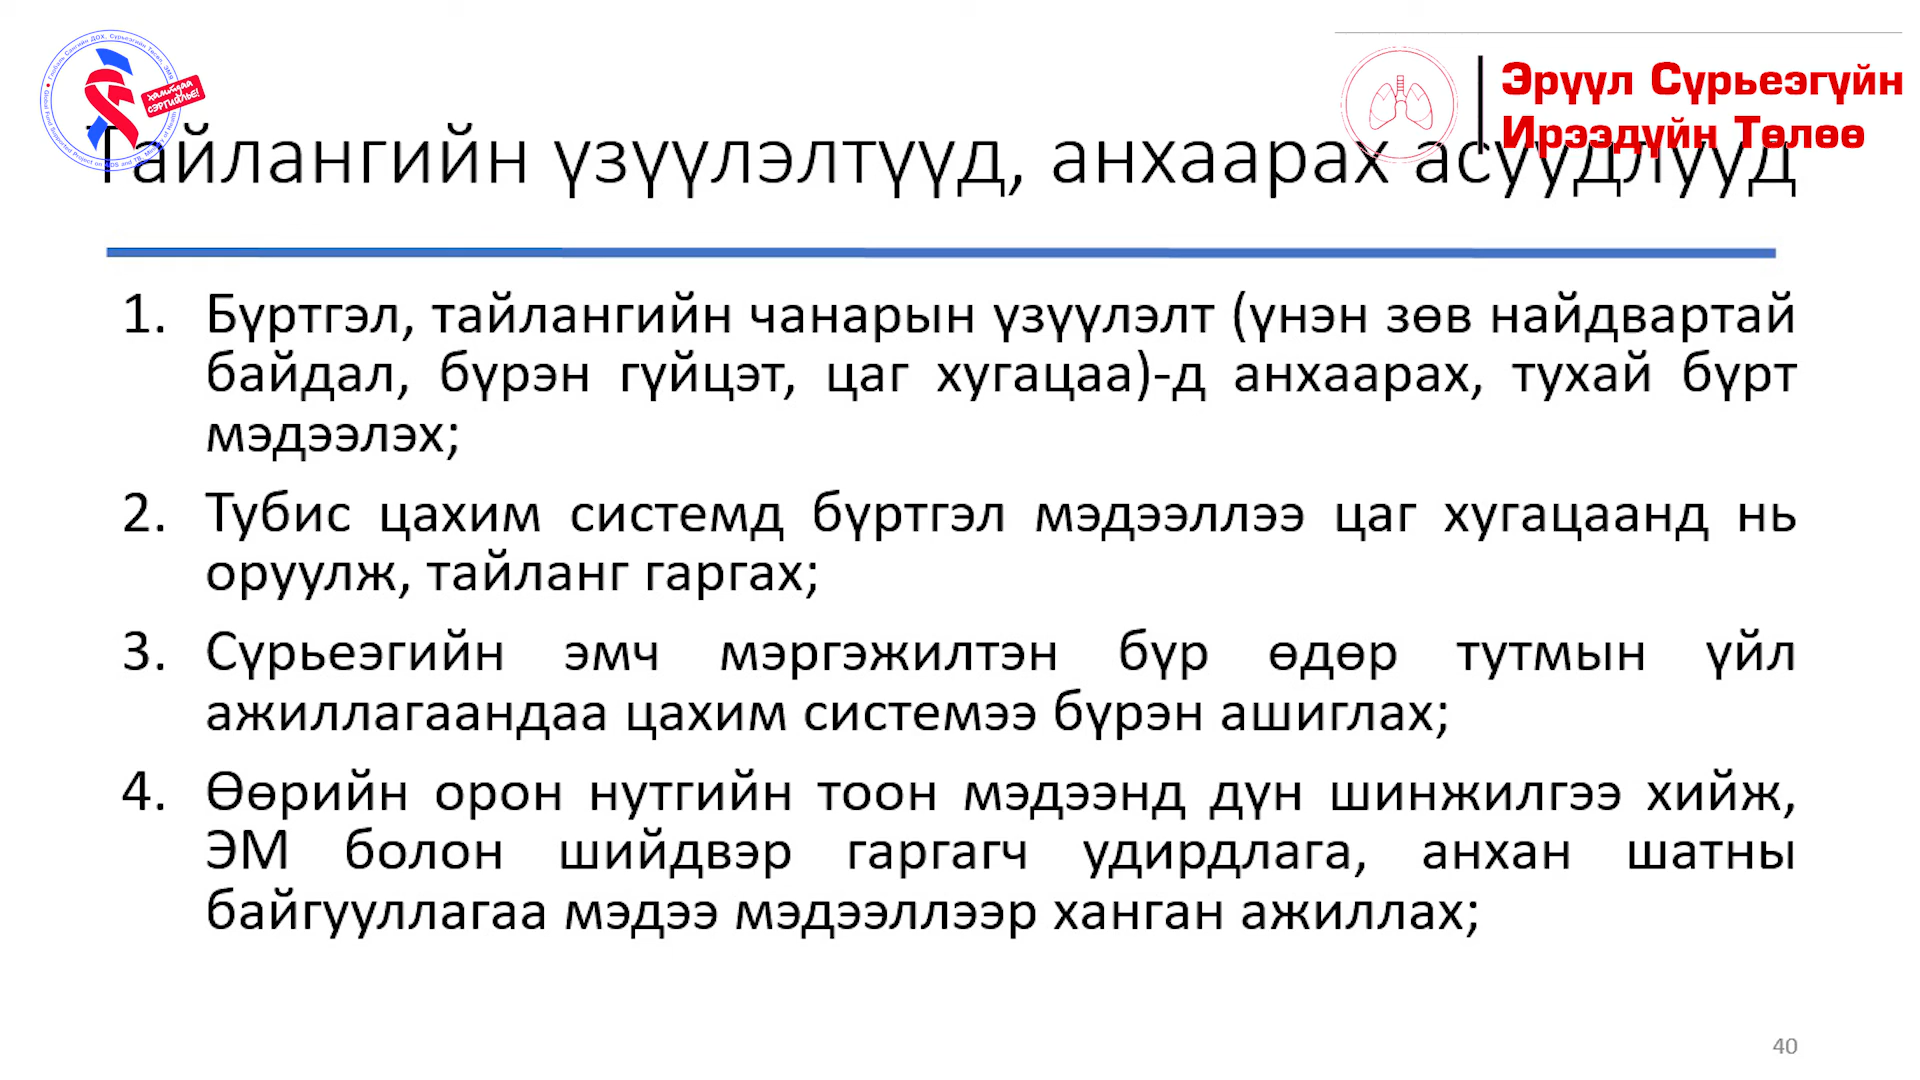 ХАМТДАА
СЭРГИЙЛЬЕ!
Эрүүл Сүрьеэгүйн
Ирээдүйн Төлөө
Тайлангийн үзүүлэлтүүд, анхаарах асуудлууд
1. Бүртгэл, тайлангийн чанарын үзүүлэлт (үнэн зөв найдвартай
байдал, бүрэн гүйцэт, цаг хугацаа)-д анхаарах, тухай бүрт
мэдээлэх;
2. Тубис цахим системд бүртгэл мэдээллээ цаг хугацаанд нь
оруулж, тайланг гаргах;
3. Сүрьеэгийн эмч мэргэжилтэн бүр өдөр тутмын үйл
ажиллагаандаа цахим системээ бүрэн ашиглах;
4. Өөрийн орон нутгийн тоон мэдээнд дүн шинжилгээ хийж,
ЭМ болон шийдвэр гаргагч удирдлага, анхан шатны
байгууллагаа мэдээ мэдээллээр ханган ажиллах;
40